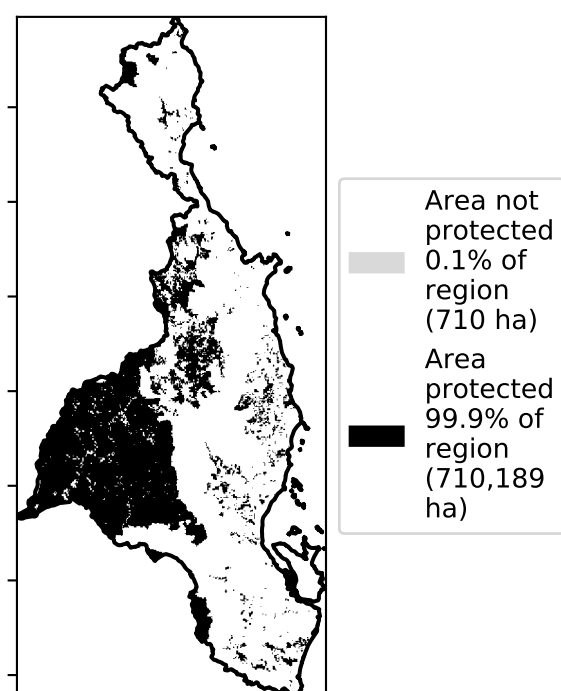 Area not
protected
0.1% of
region
(710 ha)
Area
protected
99.9% of
region
(710,189
ha)